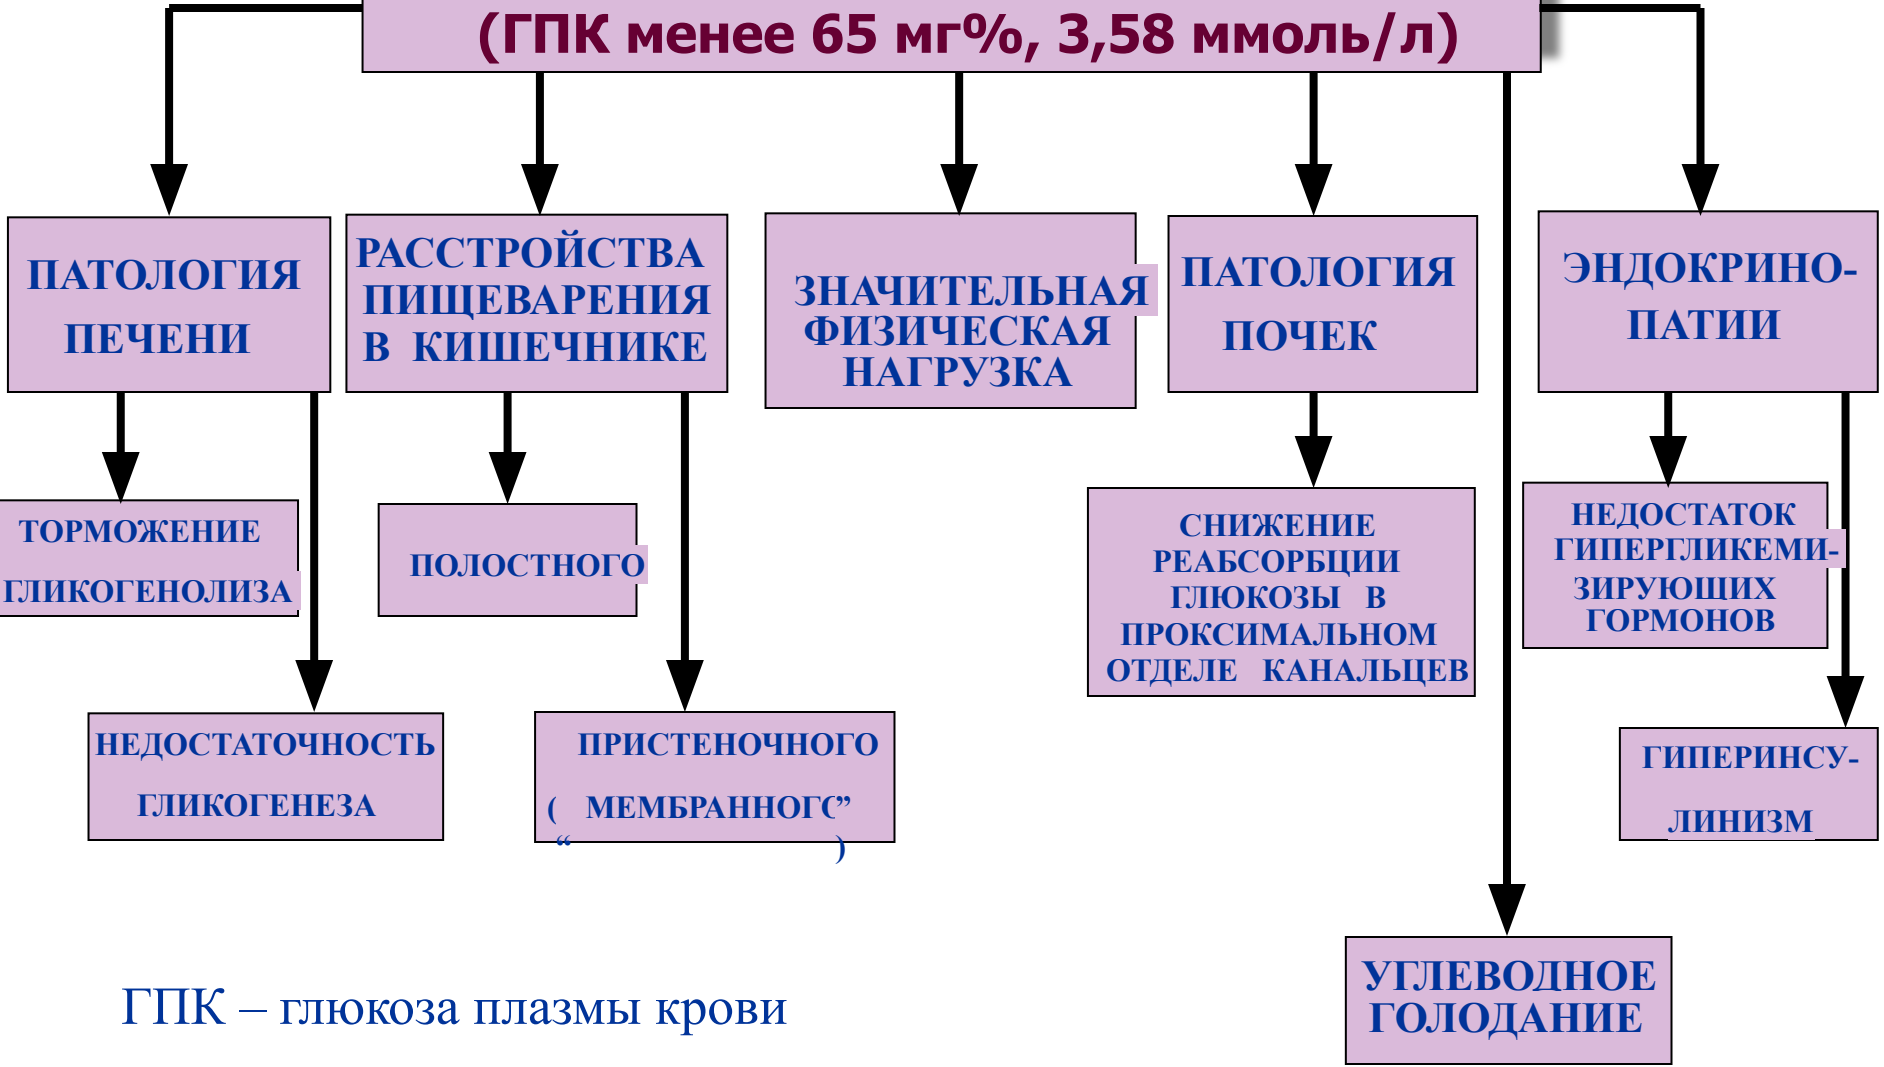 (ГПК менее 65 мг%, 3,58 ммоль/л)
ПАТОЛОГИЯ
ПЕЧЕНИ
РАССТРОЙСТВА
ПИЩЕВАРЕНИЯ
В КИШЕЧНИКЕ
ЗНАЧИТЕЛЬНАЯ
ФИЗИЧЕСКАЯ
НАГРУЗКА
ПАТОЛОГИЯ
ПОЧЕК
ЭНДОКРИНО-
ПАТИИ
ТОРМОЖЕНИЕ
ГЛИКОГЕНОЛИЗА
ПОЛОСТНОГО
СНИЖЕНИЕ
РЕАБСОРБЦИИ
ГЛЮКОЗЫ В
ПРОКСИМАЛЬНОМ
ОТДЕЛЕ КАНАЛЬЦЕВ
НЕДОСТАТОК
ГИПЕРГЛИКЕМИ-
ЗИРУЮЩИХ
ГОРМОНОВ
НЕДОСТАТОЧНОСТЬ
ГЛИКОГЕНЕЗА
ПРИСТЕНОЧНОГО
( МЕМБРАННОГО”
“ )
ГИПЕРИНСУ-
ЛИНИЗМ
УГЛЕВОДНОЕ
ГОЛОДАНИЕ
ГПК – глюкоза плазмы крови